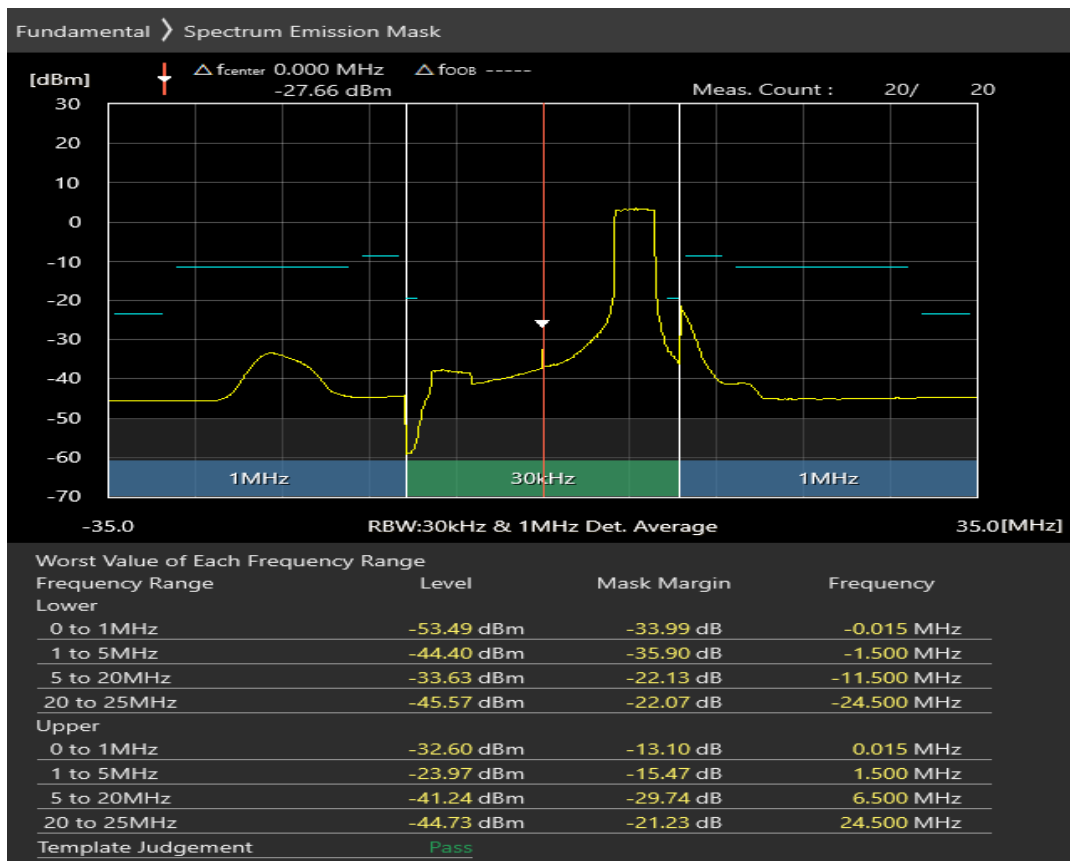 Fundamental ❯ Spectrum Emission Mask
[dBm] △ fcenter 0.000 MHz △ fOOB -----
-27.66 dBm Meas. Count : 20/ 20
30
20
10
0
-10
-20
-30
-40
-50
-60
1MHz 30kHz 1MHz
-70
-35.0 RBW:30kHz & 1MHz Det. Average 35.0[MHz]
Worst Value of Each Frequency Range
Frequency Range Level Mask Margin Frequency
Lower
0 to 1MHz -53.49 dBm -33.99 dB -0.015 MHz
1 to 5MHz -44.40 dBm -35.90 dB -1.500 MHz
5 to 20MHz -33.63 dBm -22.13 dB -11.500 MHz
20 to 25MHz -45.57 dBm -22.07 dB -24.500 MHz
Upper
0 to 1MHz -32.60 dBm -13.10 dB 0.015 MHz
1 to 5MHz -23.97 dBm -15.47 dB 1.500 MHz
5 to 20MHz -41.24 dBm -29.74 dB 6.500 MHz
20 to 25MHz -44.73 dBm -21.23 dB 24.500 MHz
Template Judgement Pass